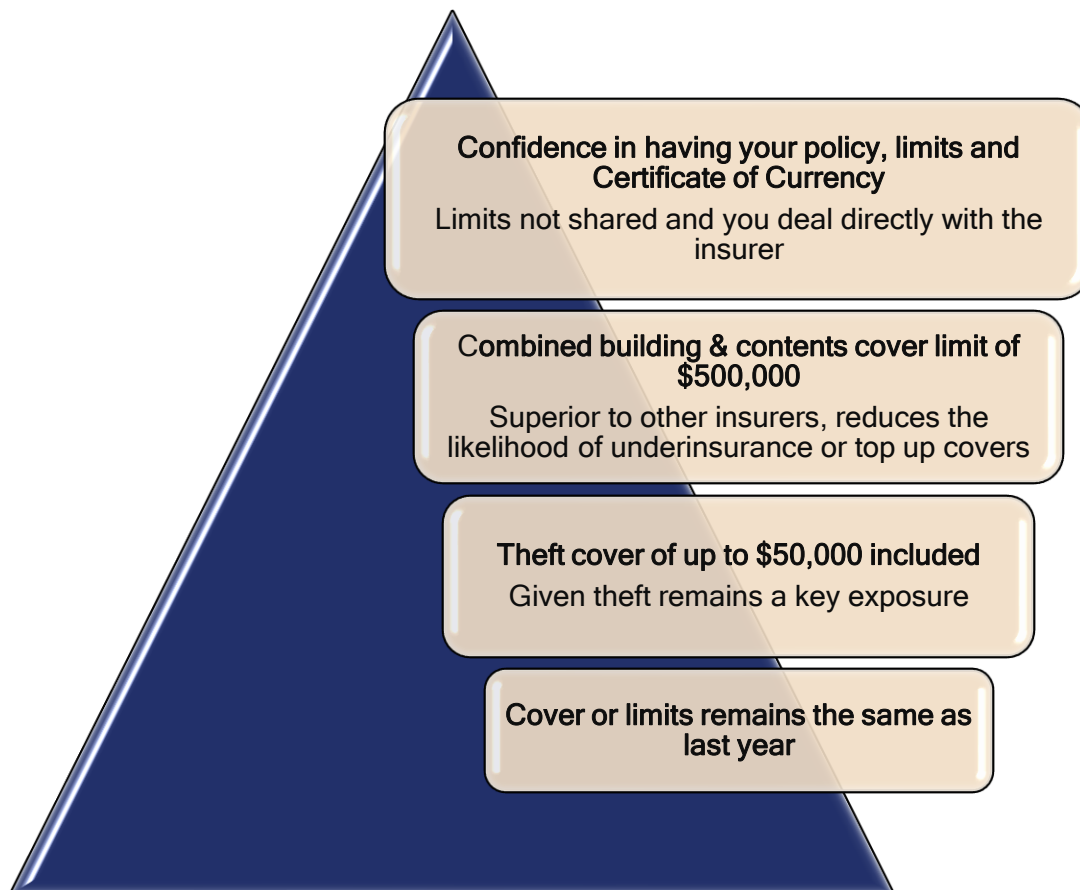 Confidence in having your policy, limits and
Certificate of Currency
Limits not shared and you deal directly with the
insurer
Combined building & contents cover limit of
$500,000
Superior to other insurers, reduces the
likelihood of underinsurance or top up covers
Theft cover of up to $50,000 included
Given theft remains a key exposure
Cover or limits remains the same as
last year